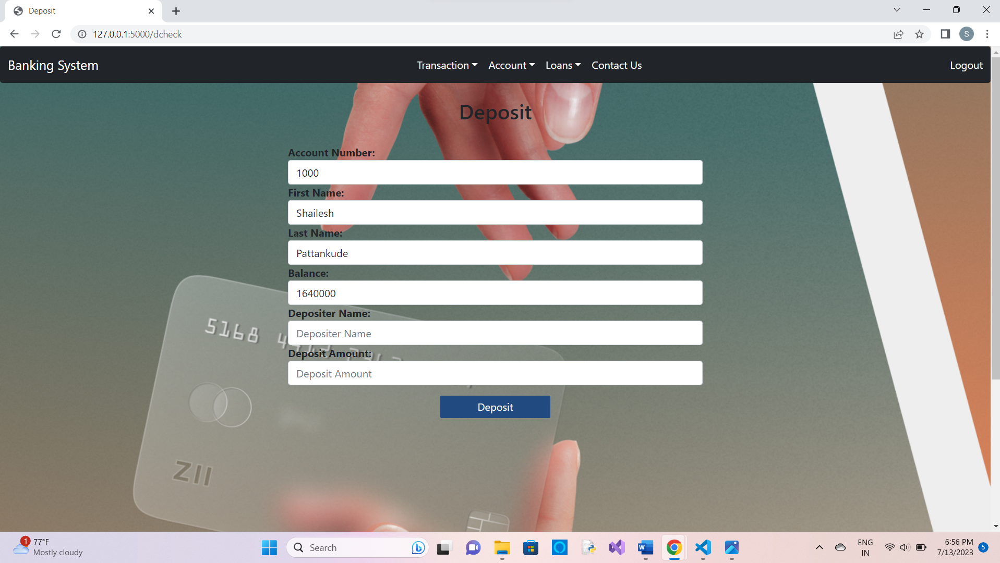 Deposit
127.0.0.1:5000/dcheck
S
Banking System
Transaction Account Loans Contact Us
Logout
Deposit
Account Number:
1000
First Name:
Shailesh
Last Name:
Pattankude
Balance:
1640000
Depositer Name:
Depositer Name
Deposit Amount:
Deposit Amount
Deposit
5168
ZII
1
77°F
Mostly cloudy
Search
ENG
IN
6:56 PM
7/13/2023
5